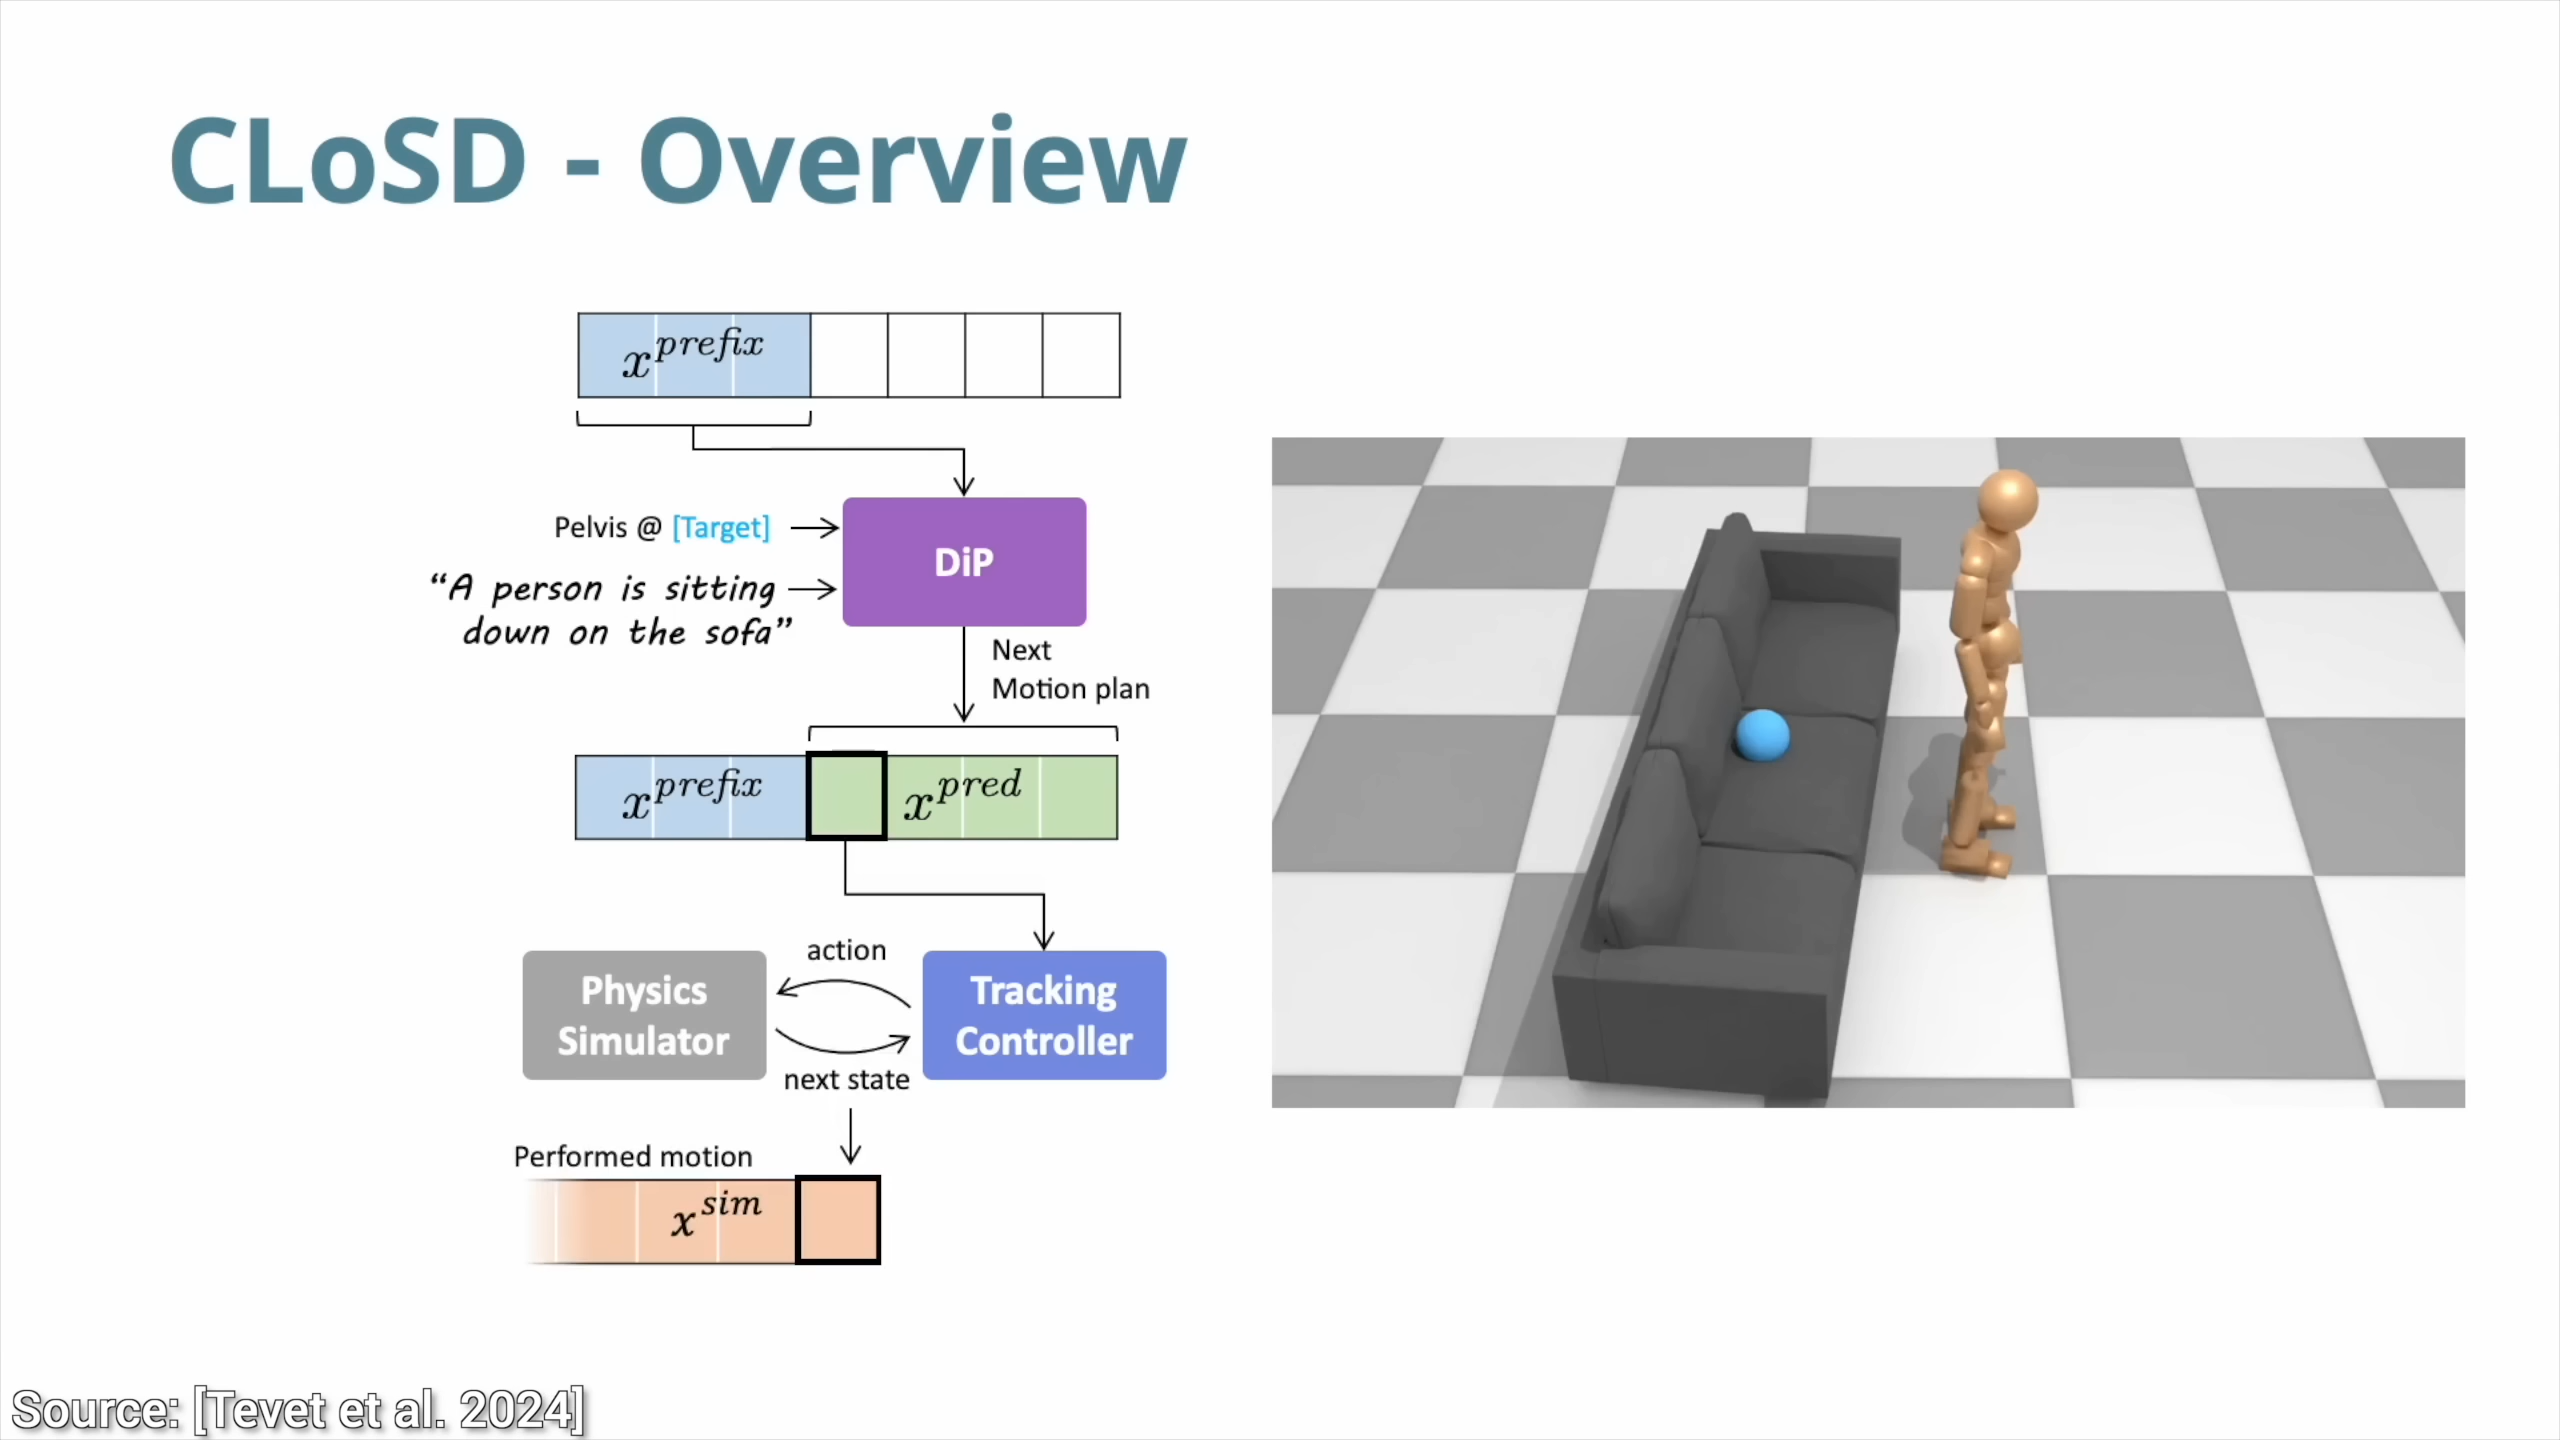 CLoSD - Overview
x^prefix
Pelvis @ [Target]
“A person is sitting
down on the sofa”
DiP
Next
Motion plan
x^prefix
x^pred
action
Physics
Simulator
Tracking
Controller
next state
Performed motion
x^sim
Source: [Tevet et al. 2024]